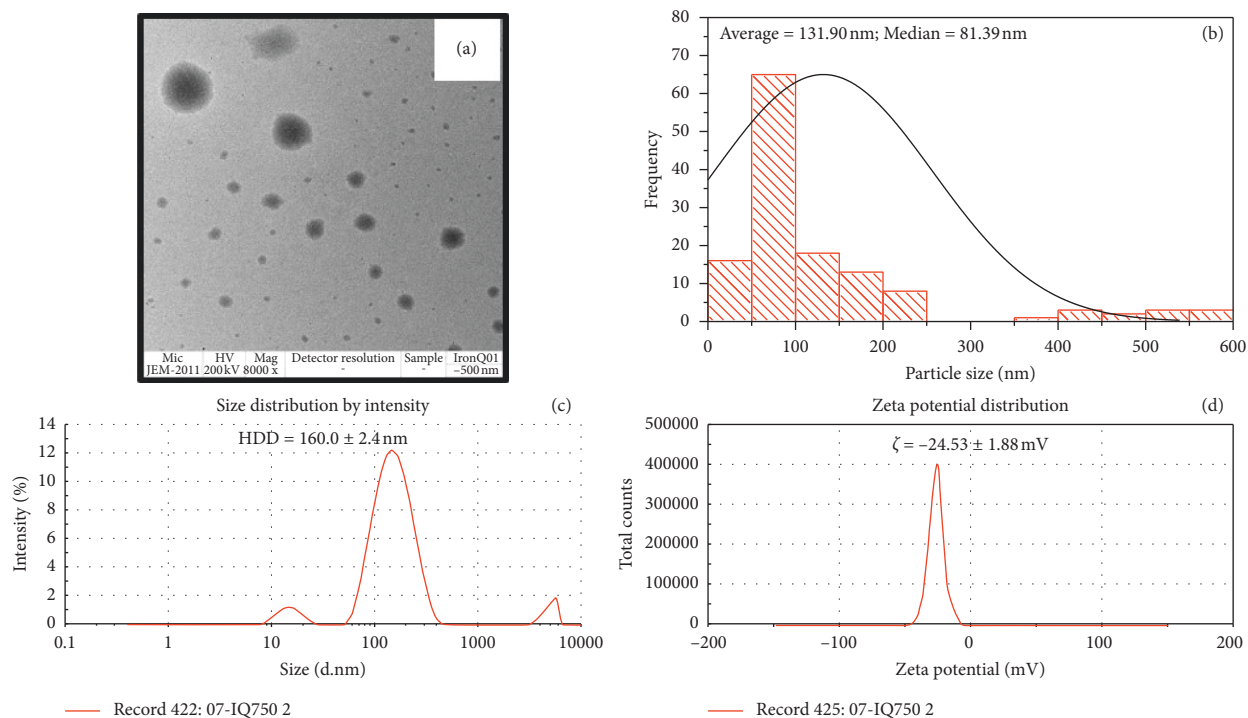 (a)
Mic HV Mag Detector resolution Sample IronQ01
JEM-2011 200 kV 8000 x - - –500 nm
(b)
Average = 131.90 nm; Median = 81.39 nm
80
70
60
50
40
30
20
10
0
Frequency
0 100 200 300 400 500 600
Particle size (nm)
Size distribution by intensity (c)
HDD = 160.0 ± 2.4 nm
14
12
10
8
6
4
2
0
Intensity (%)
0.1 1 10 100 1000 10000
Size (d.nm)
Record 422: 07-IQ750 2
Zeta potential distribution (d)
ζ = –24.53 ± 1.88 mV
500000
400000
300000
200000
100000
0
Total counts
–200 –100 0 100 200
Zeta potential (mV)
Record 425: 07-IQ750 2